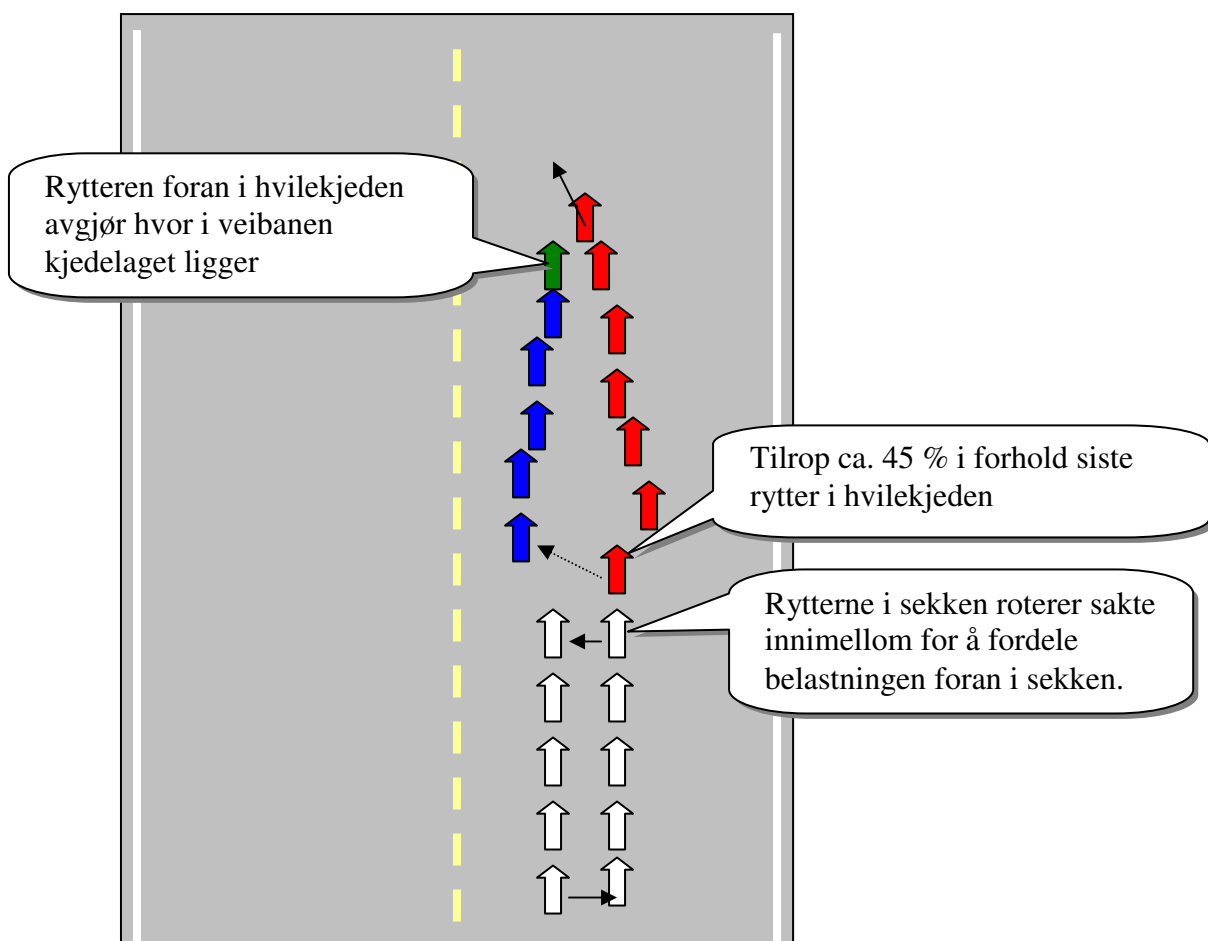 Rytteren foran i hvilekjeden
avgjør hvor i veibanen
kjedelaget ligger
Tilrop ca. 45 % i forhold siste
rytter i hvilekjeden
Rytterne i sekken roterer sakte
innimellom for å fordele
belastningen foran i sekken.